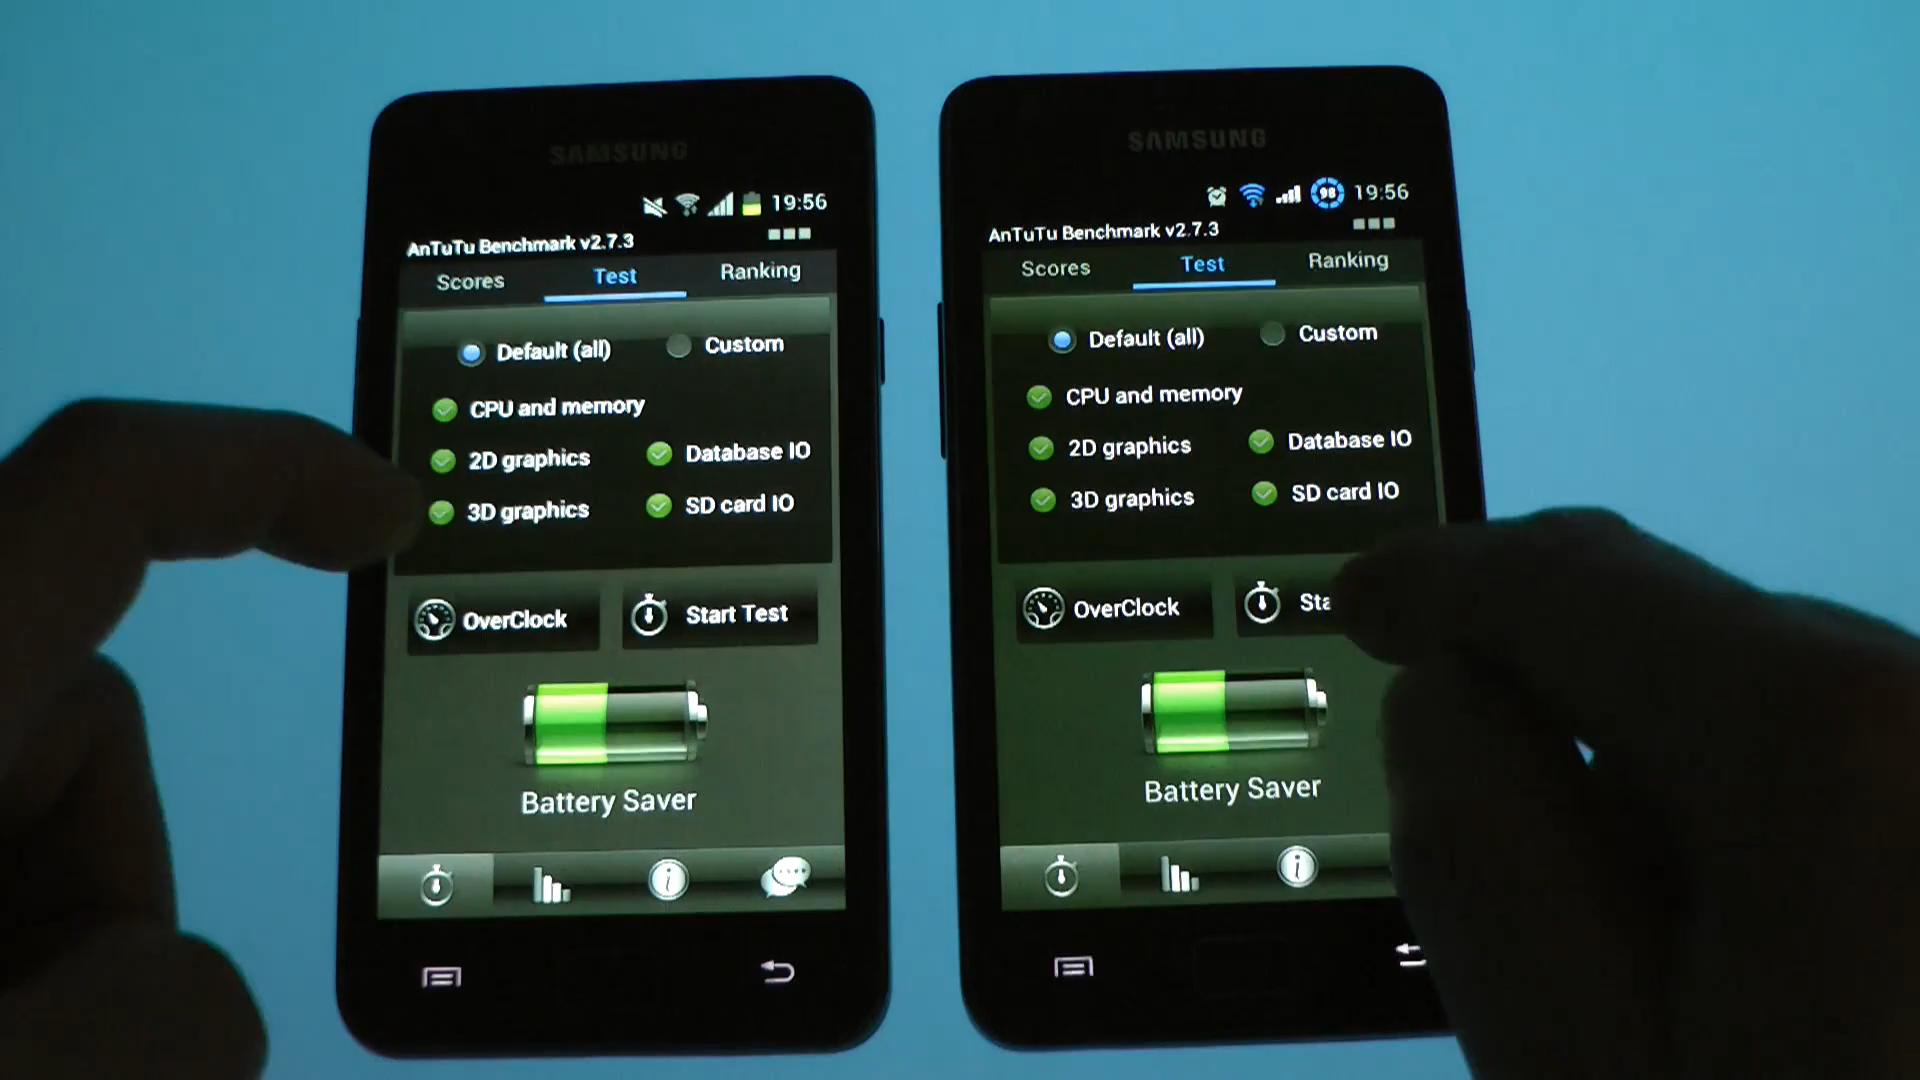 SAMSUNG
19:56
AnTuTu Benchmark v2.7.3
Scores Test Ranking
Default (all) Custom
CPU and memory
2D graphics Database IO
3D graphics SD card IO
OverClock Start Test
Battery Saver
SAMSUNG
98 19:56
AnTuTu Benchmark v2.7.3
Scores Test Ranking
Default (all) Custom
CPU and memory
2D graphics Database IO
3D graphics SD card IO
OverClock Sta
Battery Saver